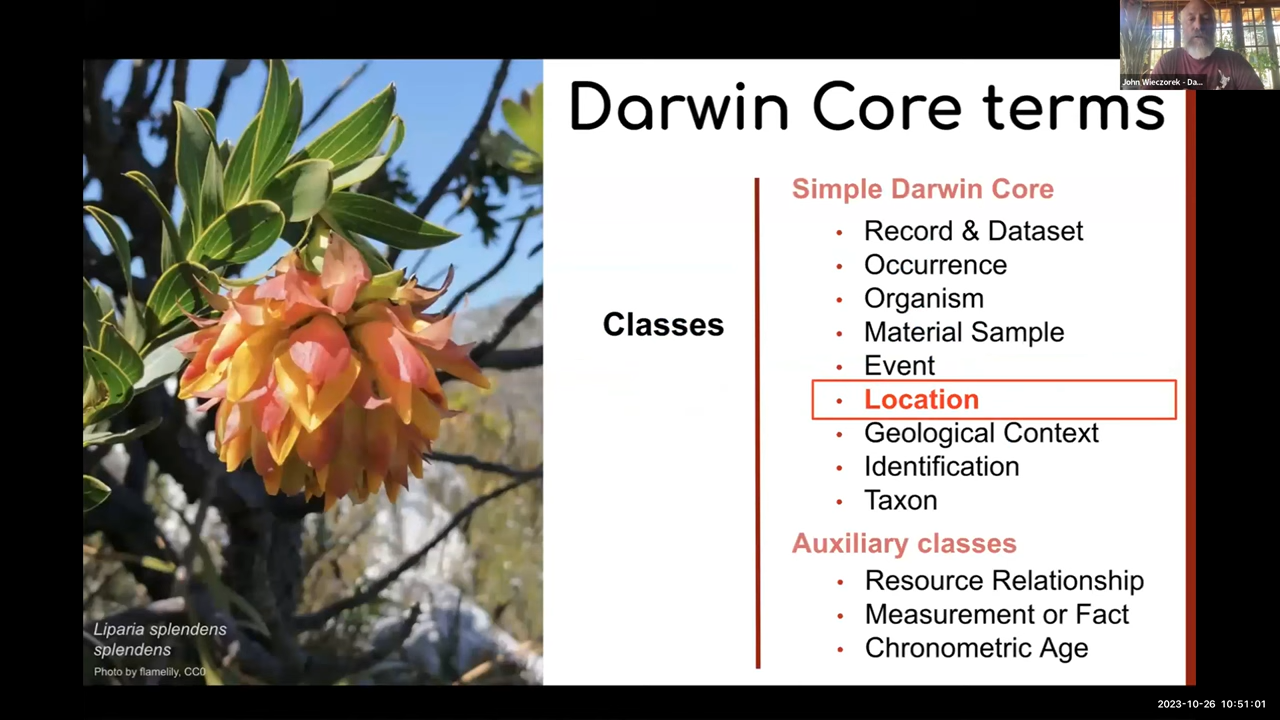 John Wieczorek - Da...
Darwin Core terms
Classes
Simple Darwin Core
• Record & Dataset
• Occurrence
• Organism
• Material Sample
• Event
• Location
• Geological Context
• Identification
• Taxon
Auxiliary classes
• Resource Relationship
• Measurement or Fact
• Chronometric Age
Liparia splendens
splendens
Photo by flamelily, CC0
2023-10-26 10:51:01